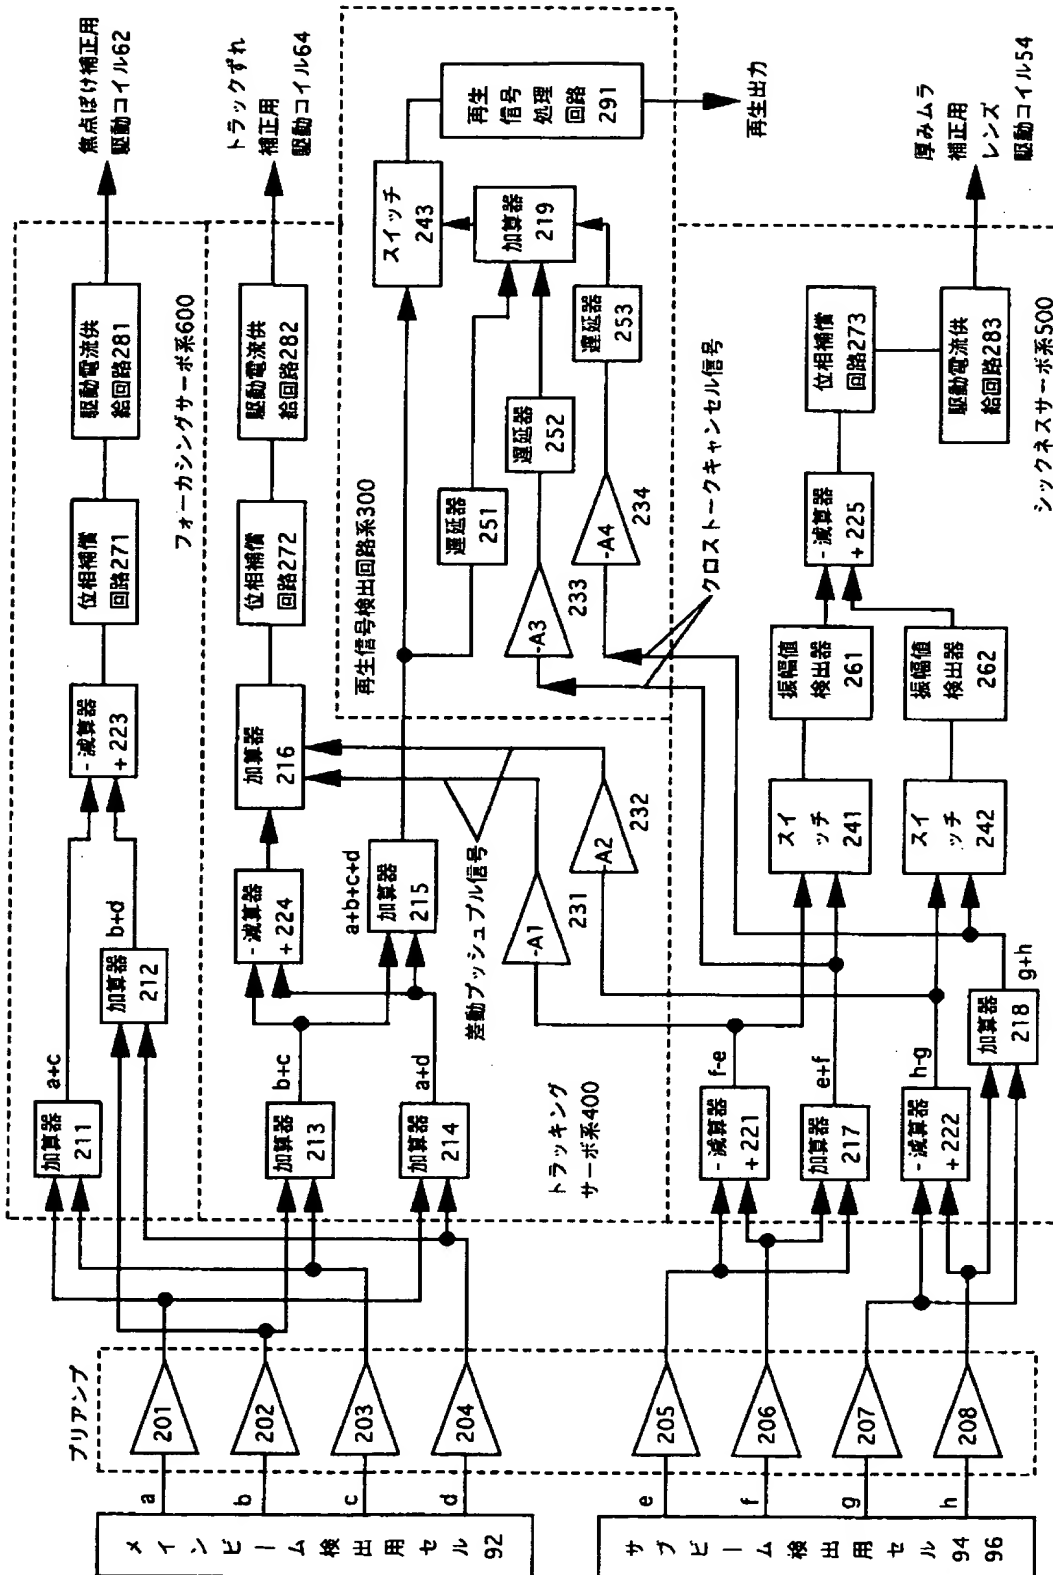 メインビーム検出用セル 92
サブビーム検出用セル 94
96
a
b
c
d
e
f
g
h
プリアンプ
201
202
203
204
205
206
207
208
加算器
211
a+c
加算器
212
b+d
-減算器
+223
位相補償
回路271
駆動電流供
給回路281
フォーカシングサーボ系600
焦点ぼけ補正用
駆動コイル62
加算器
213
b+c
加算器
214
a+d
-減算器
+224
加算器
215
a+b+c+d
加算器
216
位相補償
回路272
駆動電流供
給回路282
トラックずれ
補正用
駆動コイル64
差動プッシュプル信号
-A1
231
-A2
232
トラッキング
サーボ系400
再生信号検出回路系300
遅延器
251
-A3
233
遅延器
252
-A4
234
遅延器
253
クロストークキャンセル信号
加算器
219
スイッチ
243
再生
信号
処理
回路
291
再生出力
-減算器
+221
f-e
加算器
217
e+f
-減算器
+222
h-g
加算器
218
g+h
スイ
ッチ
241
スイ
ッチ
242
振幅値
検出器
261
振幅値
検出器
262
-減算器
+225
位相補償
回路273
駆動電流供
給回路283
シックネスサーボ系500
厚みムラ
補正用
レンズ
駆動コイル54